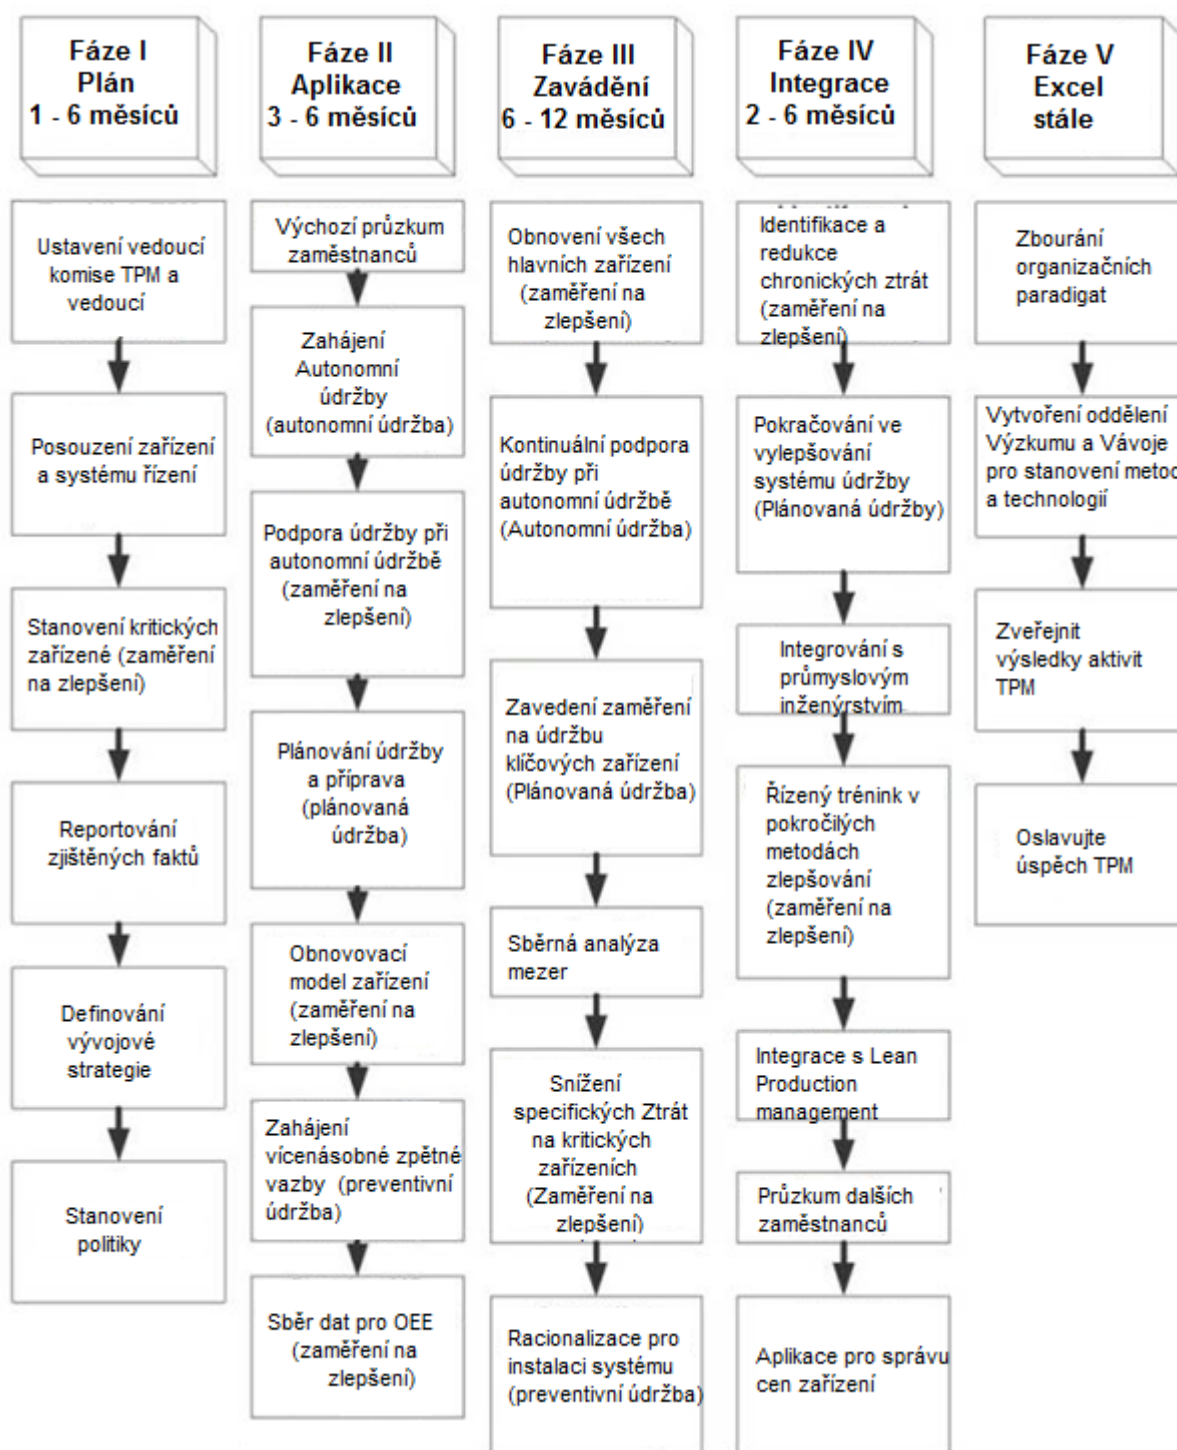 Fáze I
Plán
1 - 6 měsíců
Ustavení vedoucí
komise TPM a
vedoucí
Posouzení zařízení
a systému řízení
Stanovení kritických
zařízené (zaměření
na zlepšení)
Reportování
zjištěných faktů
Definování
vývojové
strategie
Stanovení
politiky
Fáze II
Aplikace
3 - 6 měsíců
Výchozí průzkum
zaměstnanců
Zahájení
Autonomní
údržby
(autonomní údržba)
Podpora údržby při
autonomní údržbě
(zaměření na
zlepšení)
Plánování údržby
a příprava
(plánovaná
údržba)
Obnovovací
model zařízení
(zaměření na
zlepšení)
Zahájení
vícenásobné zpětné
vazby (preventivní
údržba)
Sběr dat pro OEE
(zaměření na
zlepšení)
Fáze III
Zavádění
6 - 12 měsíců
Obnovení všech
hlavních zařízení
(zaměření na
zlepšení)
Kontinuální podpora
údržby při
autonomní údržbě
(Autonomní údržba)
Zavedení zaměření
na údržbu
klíčových zařízení
(Plánovaná údržba)
Sběrná analýza
mezer
Snížení
specifických Ztrát
na kritických
zařízeních
(Zaměření na
zlepšení)
Racionalizace pro
instalaci systému
(preventivní údržba)
Fáze IV
Integrace
2 - 6 měsíců
Identifikace a
redukce
chronických ztrát
(zaměření na
zlepšení)
Pokračování ve
vylepšování
systému údržby
(Plánovaná údržby)
Integrování s
průmyslovým
inženýrstvím
Řízený trénink v
pokročilých
metodách
zlepšování
(zaměření na
zlepšení)
Integrace s Lean
Production
management
Průzkum dalších
zaměstnanců
Aplikace pro správu
cen zařízení
Fáze V
Excel
stále
Zbourání
organizačních
paradigat
Vytvoření oddělení
Výzkumu a Vávoje
pro stanovení metod
a technologií
Zveřejnit
výsledky aktivit
TPM
Oslavujte
úspěch TPM